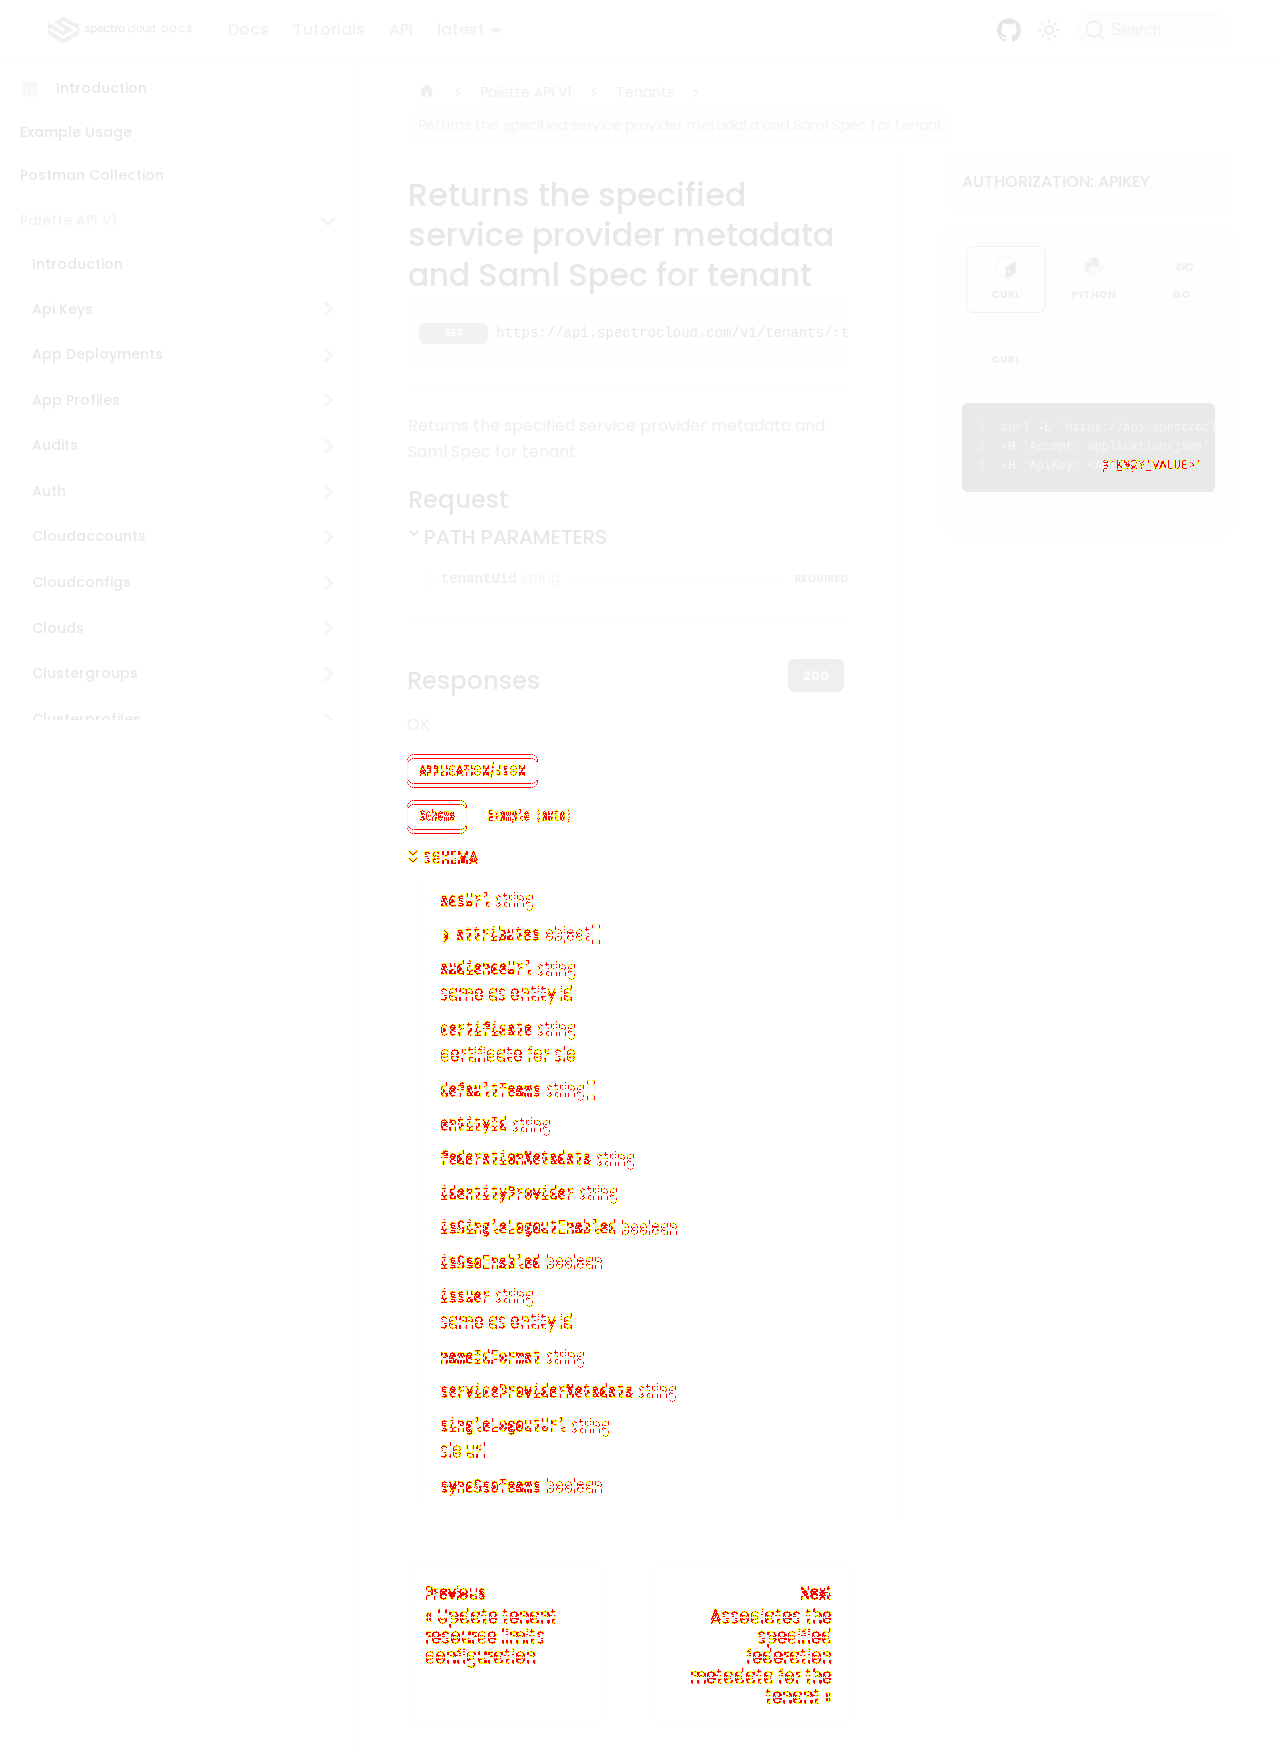 spectro cloud DOCS
Docs
Tutorials
API
latest
Search
Introduction
Example Usage
Postman Collection
Palette API V1
Introduction
Api Keys
App Deployments
App Profiles
Audits
Auth
Cloudaccounts
Cloudconfigs
Clouds
Clustergroups
Clusterprofiles
Palette API V1
Tenants
Returns the specified service provider metadata and Saml Spec for tenant
Returns the specified
service provider metadata
and Saml Spec for tenant
GET https://api.spectrocloud.com/v1/tenants/:t
Returns the specified service provider metadata and
Saml Spec for tenant
Request
PATH PARAMETERS
tenantUid string REQUIRED
Responses
200
OK
APPLICATION/JSON
Schema
Example (auto)
SCHEMA
acsUrl string
attributes object[]
audienceUrl string
same as entity id
certificate string
certificate for slo
defaultTeams string[]
entityId string
federationMetadata string
identityProvider string
isSingleLogoutEnabled boolean
isSsoEnabled boolean
issuer string
same as entity id
nameIdFormat string
serviceProviderMetadata string
singleLogoutUrl string
slo url
syncSsoTeams boolean
Previous
« Update tenant
resource limits
configuration
Next
Associates the
specified
federation
metadata for the
tenant »
AUTHORIZATION: APIKEY
CURL
PYTHON
GO
CURL
1 curl -L 'https://api.spectrocl
2 -H 'Accept: application/json'
3 -H 'ApiKey: <A